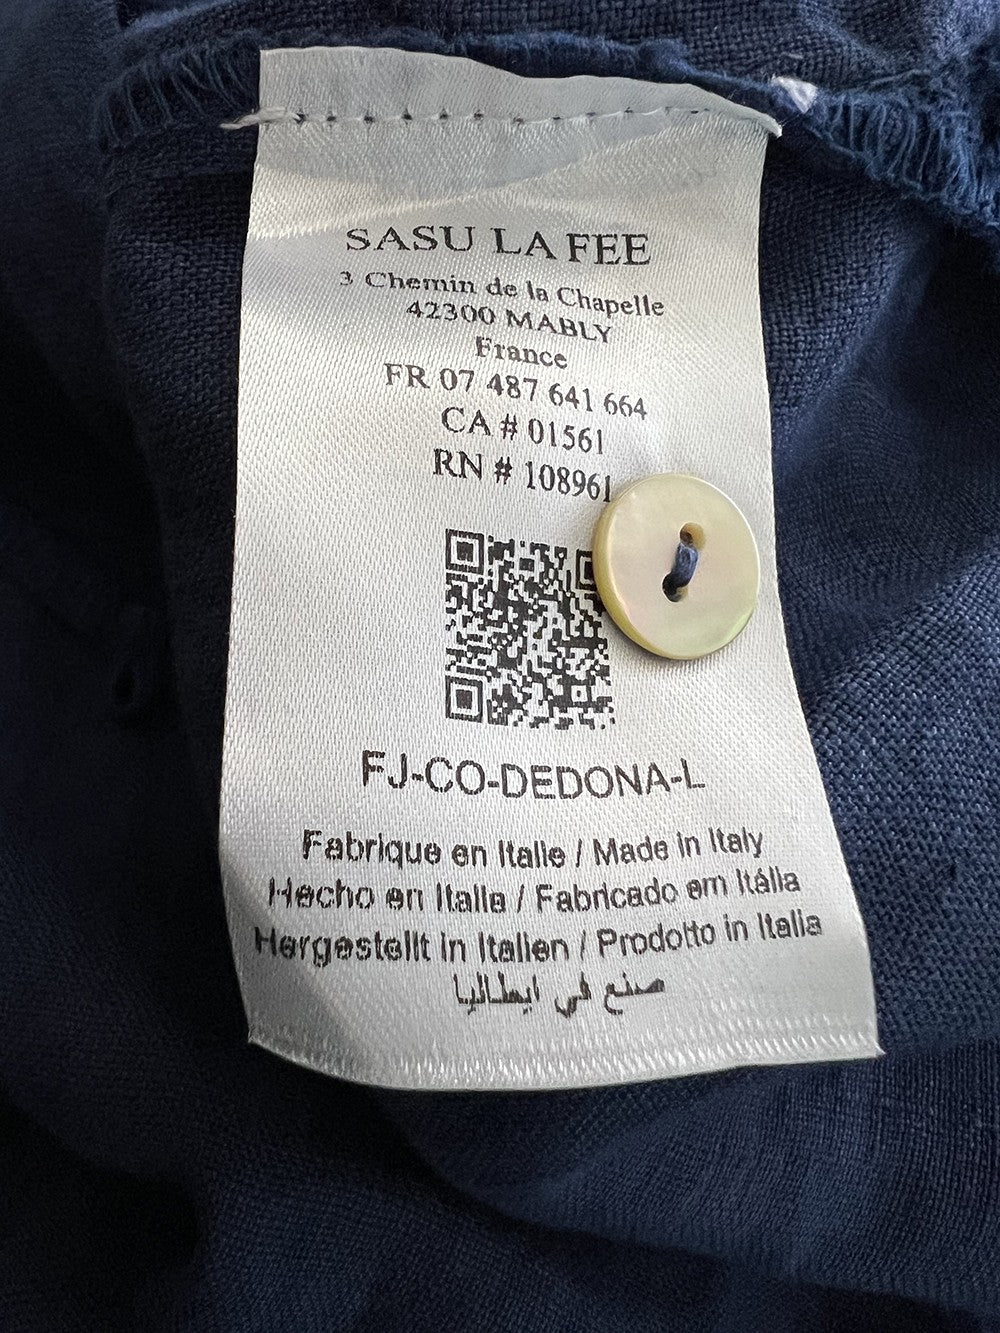 SASU LA FEE
3 Chemin de la Chapelle
42300 MABLY
France
FR 07 487 641 664
CA # 01561
RN # 108961
FJ-CO-DEDONA-L
Fabrique en Italie / Made in Italy
Hecho en Italia / Fabricado em Itália
Hergestellt in Italien / Prodotto in Italia
صنع في ايطاليا